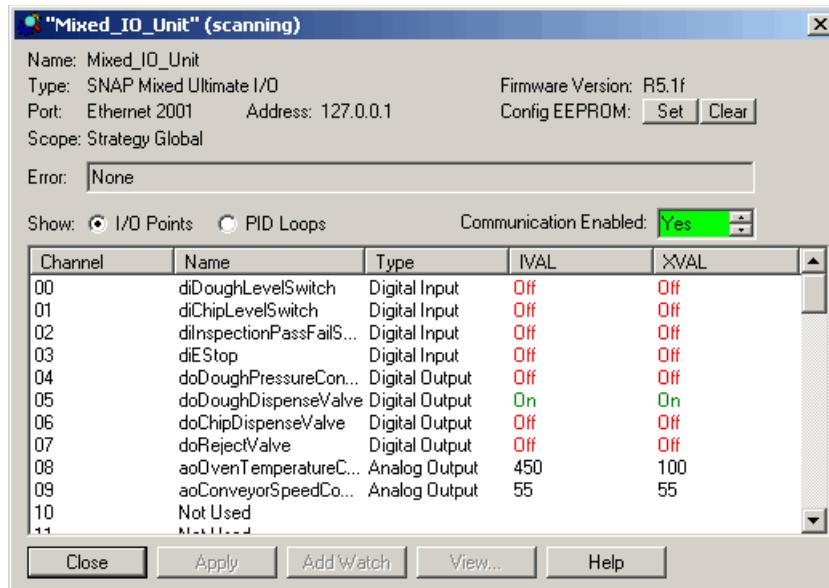 "Mixed_IO_Unit" (scanning)
Name: Mixed_IO_Unit
Type: SNAP Mixed Ultimate I/O Firmware Version: R5.1f
Port: Ethernet 2001 Address: 127.0.0.1 Config EEPROM: Set Clear
Scope: Strategy Global
Error: None
Show: I/O Points PID Loops Communication Enabled: Yes
Channel Name Type IVAL XVAL
00 diDoughLevelSwitch Digital Input Off Off
01 diChipLevelSwitch Digital Input Off Off
02 diInspectionPassFailS... Digital Input Off Off
03 diEStop Digital Input Off Off
04 doDoughPressureCon... Digital Output Off Off
05 doDoughDispenseValve Digital Output On On
06 doChipDispenseValve Digital Output Off Off
07 doRejectValve Digital Output Off Off
08 aoOvenTemperatureC... Analog Output 450 100
09 aoConveyorSpeedCo... Analog Output 55 55
10 Not Used
11 Not Used
Close Apply Add Watch View... Help